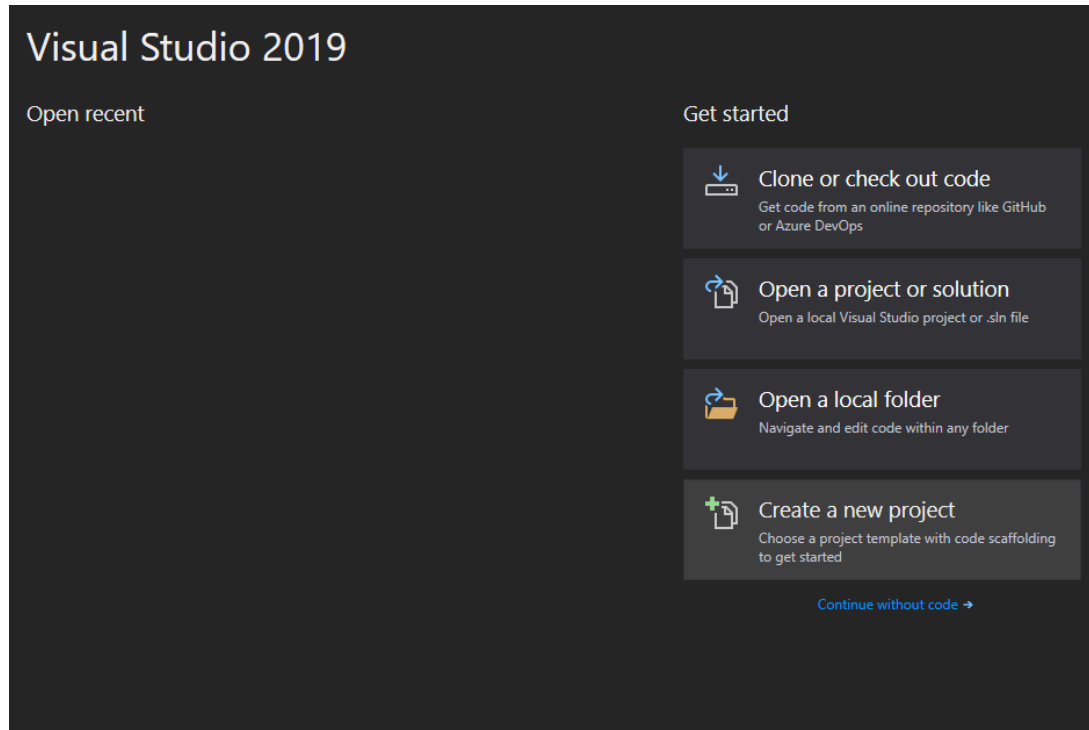 Visual Studio 2019
Open recent
Get started
Clone or check out code
Get code from an online repository like GitHub
or Azure DevOps
Open a project or solution
Open a local Visual Studio project or .sln file
Open a local folder
Navigate and edit code within any folder
Create a new project
Choose a project template with code scaffolding
to get started
Continue without code →